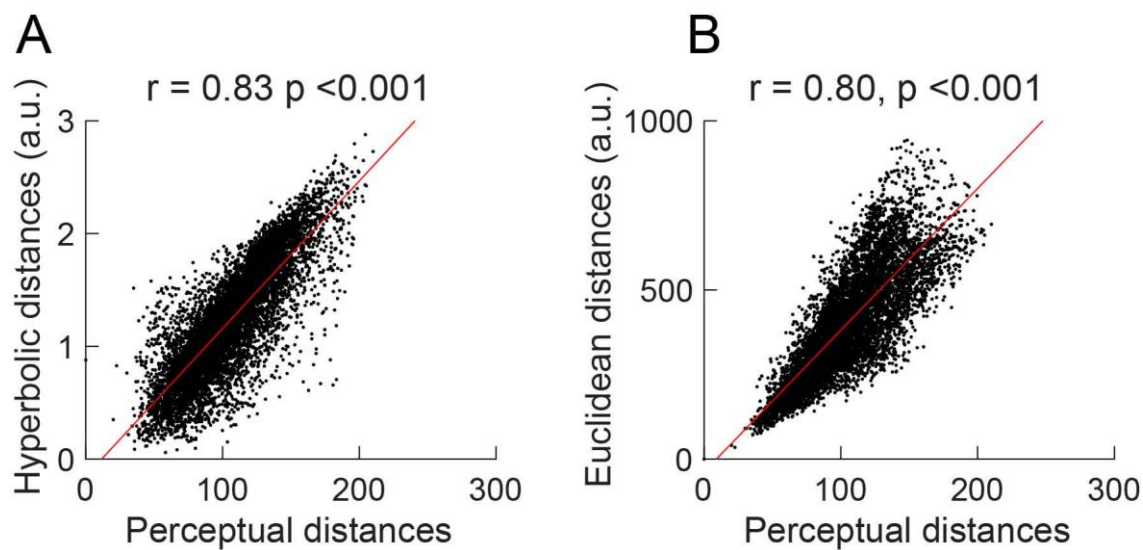 A
r = 0.83 p <0.001
Hyperbolic distances (a.u.)
3
2
1
0
0 100 200 300
Perceptual distances
B
r = 0.80, p <0.001
Euclidean distances (a.u.)
1000
500
0
0 100 200 300
Perceptual distances